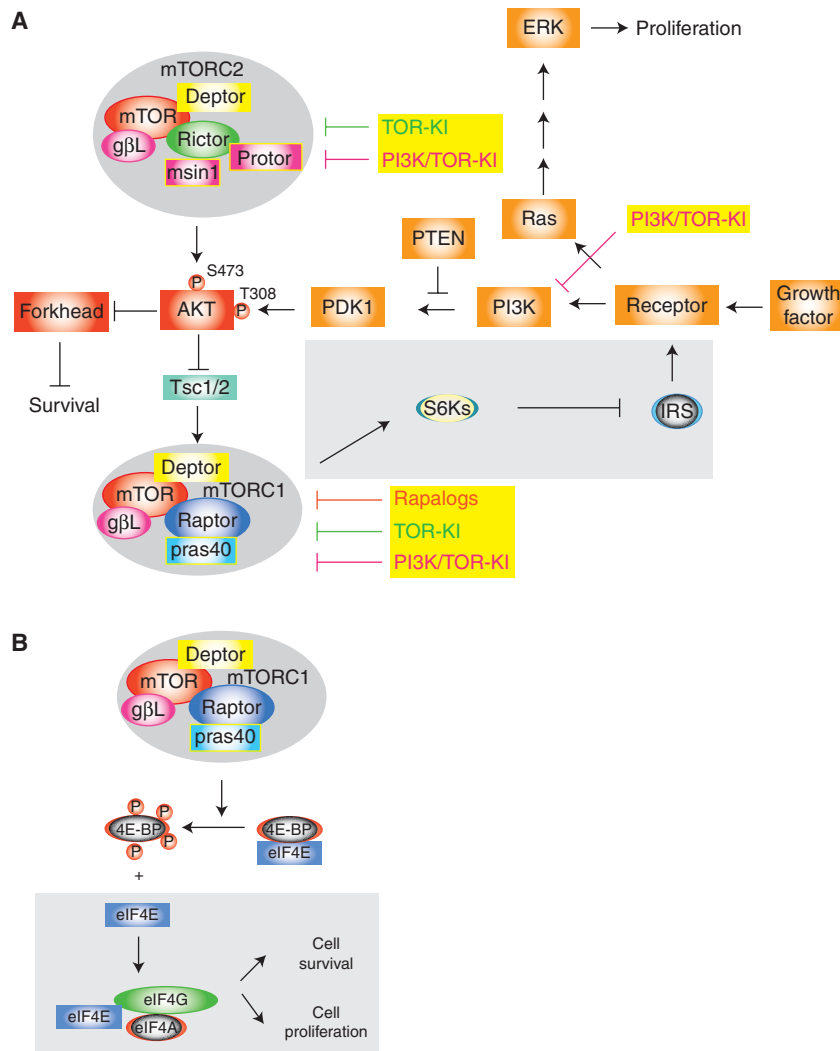 A
ERK
Proliferation
mTORC2
Deptor
mTOR
gβL
Rictor
msin1
Protor
TOR-KI
PI3K/TOR-KI
Ras
PI3K/TOR-KI
PTEN
P
S473
T308
P
Forkhead
AKT
PDK1
PI3K
Receptor
Growth
factor
Survival
Tsc1/2
S6Ks
IRS
Deptor
mTOR
mTORC1
gβL
Raptor
pras40
Rapalogs
TOR-KI
PI3K/TOR-KI
B
Deptor
mTOR
mTORC1
gβL
Raptor
pras40
P
P
4E-BP
P
P
4E-BP
eIF4E
+
eIF4E
Cell
survival
eIF4G
eIF4E
eIF4A
Cell
proliferation